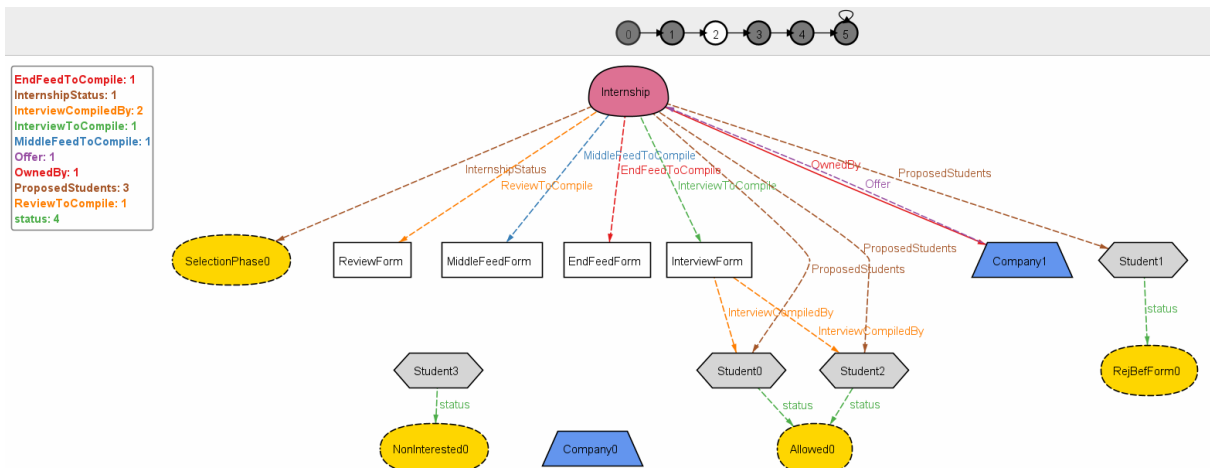 0 1 2 3 4 5
EndFeedToCompile: 1
InternshipStatus: 1
InterviewCompiledBy: 2
InterviewToCompile: 1
MiddleFeedToCompile: 1
Offer: 1
OwnedBy: 1
ProposedStudents: 3
ReviewToCompile: 1
status: 4
Internship
MiddleFeedToCompile
InternshipStatus
EndFeedToCompile
OwnedBy
ProposedStudents
ReviewToCompile
InterviewToCompile
Offer
SelectionPhase0
ReviewForm
MiddleFeedForm
EndFeedForm
InterviewForm
ProposedStudents
ProposedStudents
Company1
Student1
InterviewCompiledBy
InterviewCompiledBy
status
RejBefForm0
Student3
Student0
Student2
status
status
status
NonInterested0
Company0
Allowed0